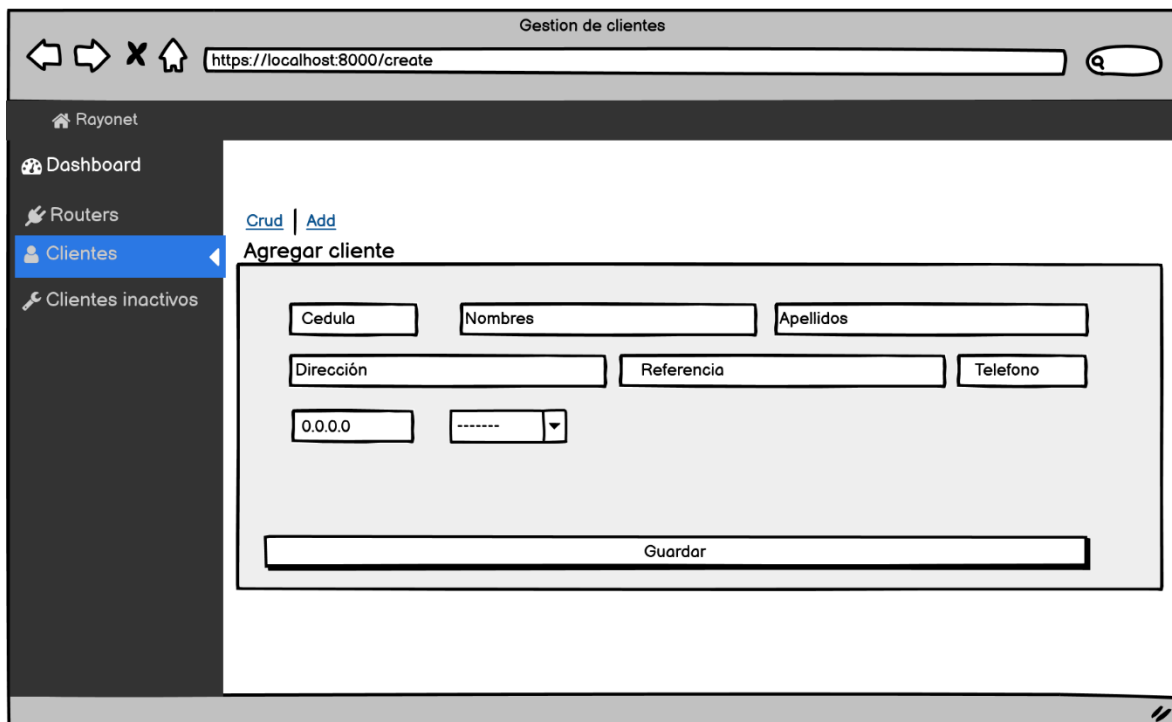 Gestion de clientes
https://localhost:8000/create
Rayonet
Dashboard
Routers
Clientes
Clientes inactivos
Crud | Add
Agregar cliente
Cedula Nombres Apellidos
Dirección Referencia Telefono
0.0.0.0 -------
Guardar